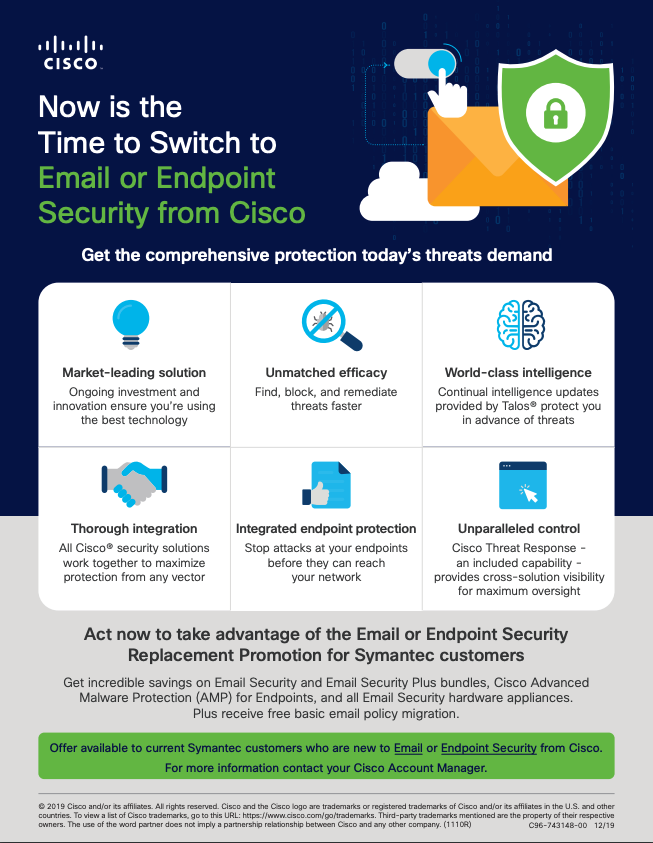 CISCO
Now is the
Time to Switch to
Email or Endpoint
Security from Cisco
Get the comprehensive protection today's threats demand
Market-leading solution
Ongoing investment and
innovation ensure you're using
the best technology
Unmatched efficacy
Find, block, and remediate
threats faster
World-class intelligence
Continual intelligence updates
provided by Talos® protect you
in advance of threats
Thorough integration
All Cisco® security solutions
work together to maximize
protection from any vector
Integrated endpoint protection
Stop attacks at your endpoints
before they can reach
your network
Unparalleled control
Cisco Threat Response -
an included capability -
provides cross-solution visibility
for maximum oversight
Act now to take advantage of the Email or Endpoint Security
Replacement Promotion for Symantec customers
Get incredible savings on Email Security and Email Security Plus bundles, Cisco Advanced
Malware Protection (AMP) for Endpoints, and all Email Security hardware appliances.
Plus receive free basic email policy migration.
Offer available to current Symantec customers who are new to Email or Endpoint Security from Cisco.
For more information contact your Cisco Account Manager.
© 2019 Cisco and/or its affiliates. All rights reserved. Cisco and the Cisco logo are trademarks or registered trademarks of Cisco and/or its affiliates in the U.S. and other
countries. To view a list of Cisco trademarks, go to this URL: https://www.cisco.com/go/trademarks. Third-party trademarks mentioned are the property of their respective
owners. The use of the word partner does not imply a partnership relationship between Cisco and any other company. (1110R) C96-743148-00 12/19